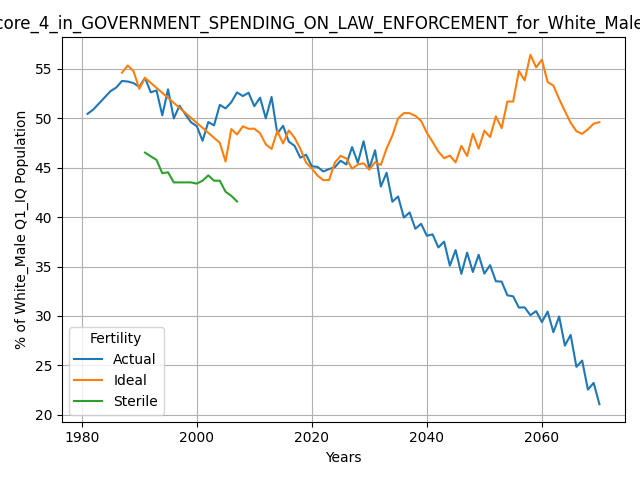 core_4_in_GOVERNMENT_SPENDING_ON_LAW_ENFORCEMENT_for_White_Male
% of White_Male Q1_IQ Population
55
50
45
40
35
30
25
20
Fertility
Actual
Ideal
Sterile
1980
2000
2020
2040
2060
Years